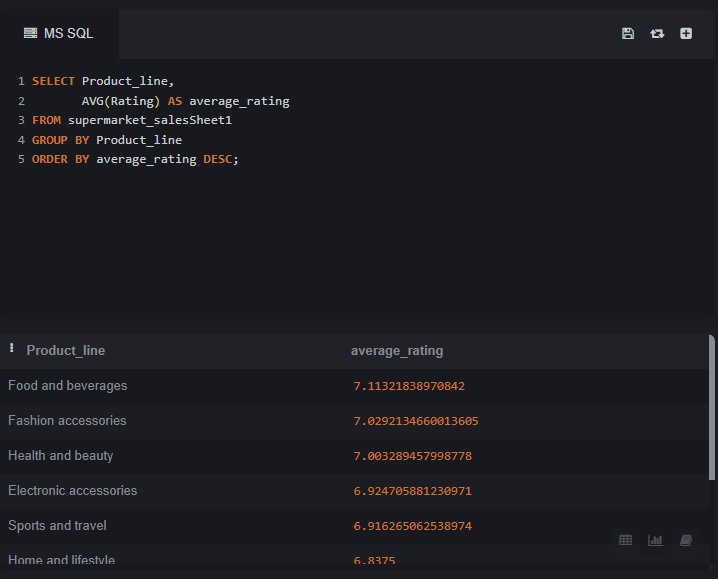 MS SQL
1 SELECT Product_line,
2 AVG(Rating) AS average_rating
3 FROM supermarket_salesSheet1
4 GROUP BY Product_line
5 ORDER BY average_rating DESC;
Product_line average_rating
Food and beverages 7.11321838970842
Fashion accessories 7.0292134660013605
Health and beauty 7.003289457998778
Electronic accessories 6.924705881230971
Sports and travel 6.916265062538974
Home and lifestyle 6.8375